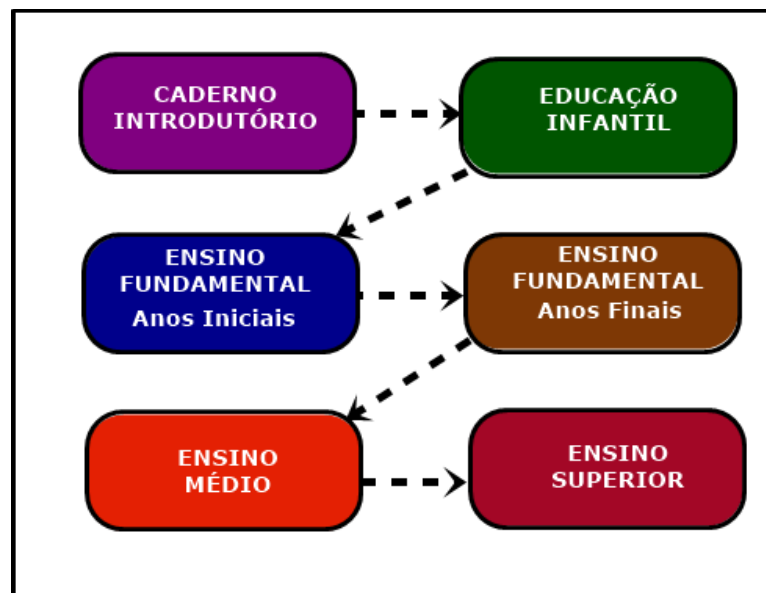 CADERNO
INTRODUTÓRIO
EDUCAÇÃO
INFANTIL
ENSINO
FUNDAMENTAL
Anos Iniciais
ENSINO
FUNDAMENTAL
Anos Finais
ENSINO
MÉDIO
ENSINO
SUPERIOR